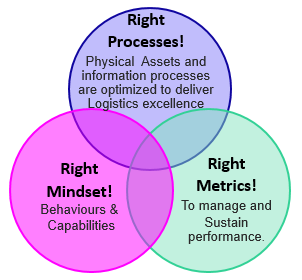 Right
Processes!
Physical Assets and
information processes
are optimized to deliver
Logistics excellence
Right
Mindset!
Behaviours &
Capabilities
Right
Metrics!
To manage and
Sustain
performance.